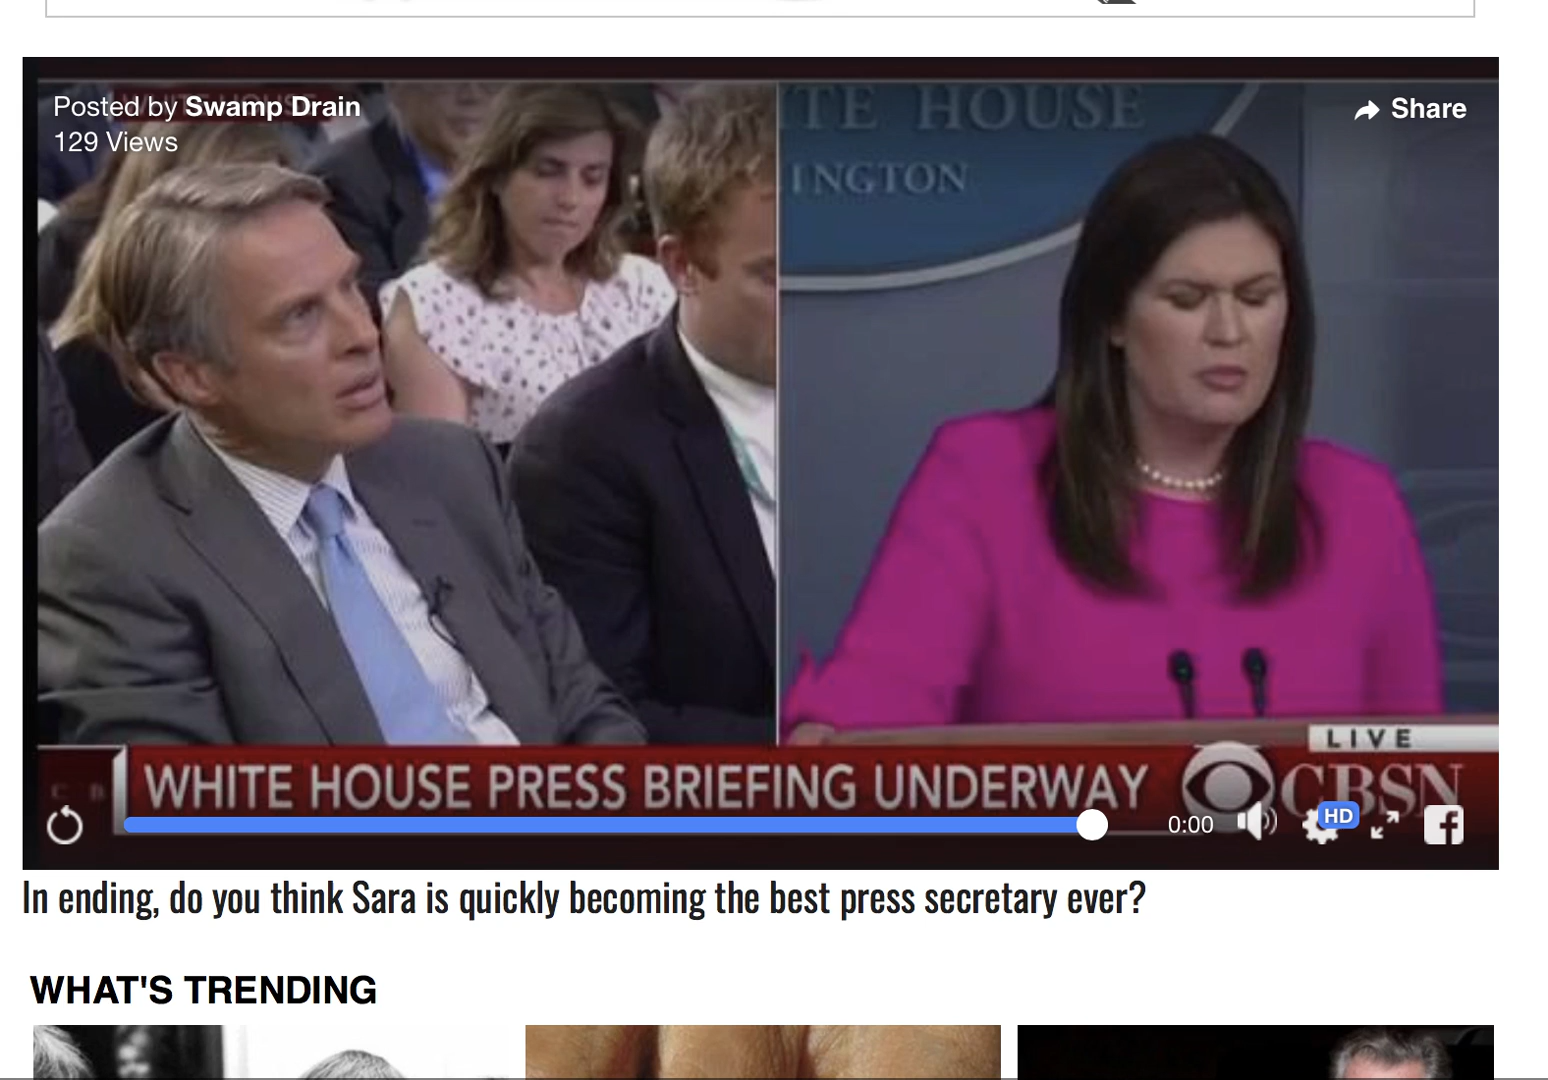 Posted by Swamp Drain
129 Views
Share
TE HOUSE
INGTON
LIVE
WHITE HOUSE PRESS BRIEFING UNDERWAY
CBSN
0:00
HD
In ending, do you think Sara is quickly becoming the best press secretary ever?
WHAT'S TRENDING